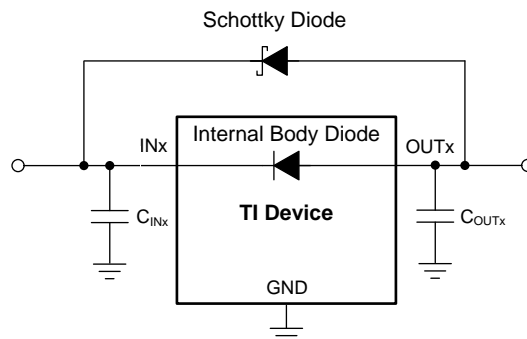 Schottky Diode
INx
Internal Body Diode
OUTx
CINx
TI Device
COUTx
GND